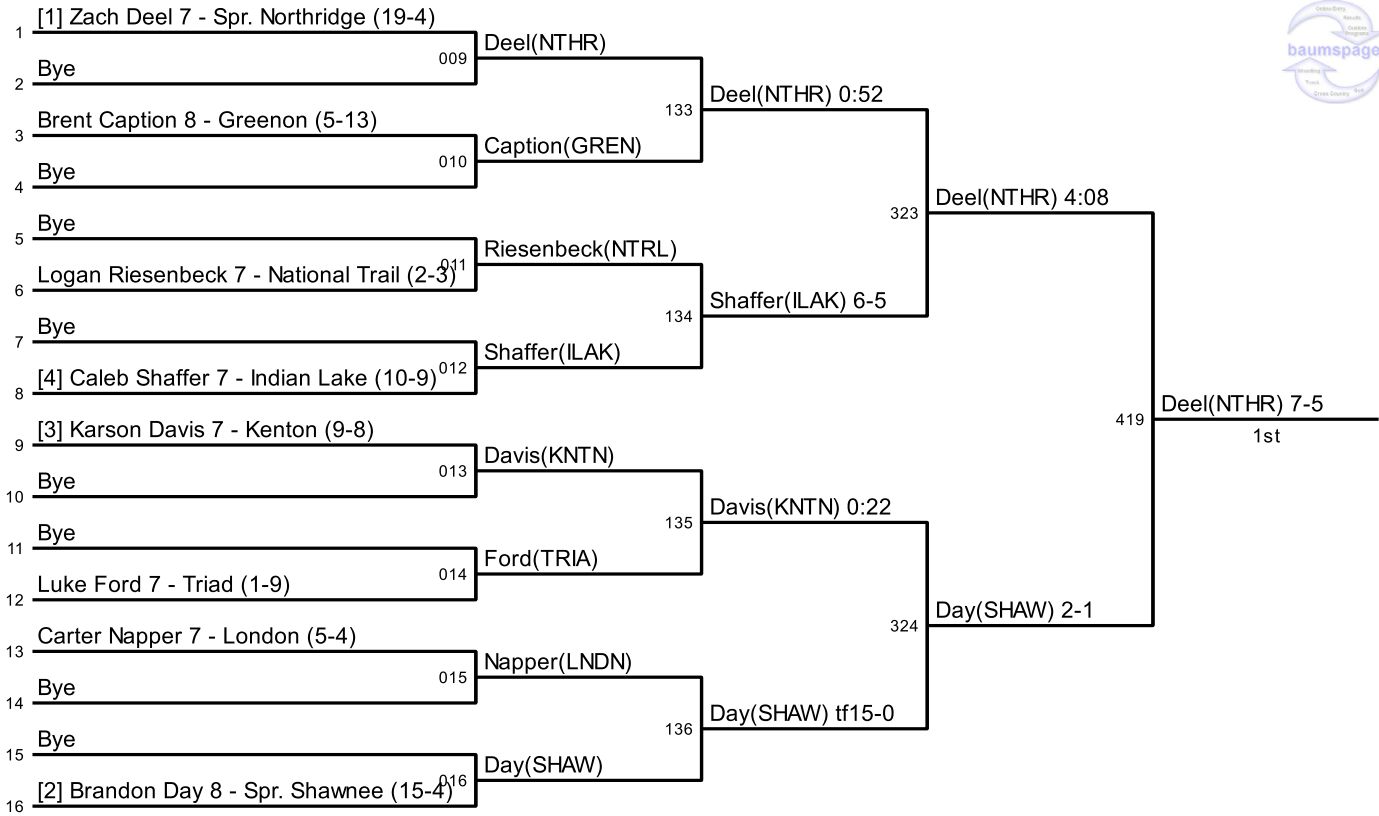 1 [1] Zach Deel 7 - Spr. Northridge (19-4)
009 Deel(NTHR)
2 Bye
133 Deel(NTHR) 0:52
3 Brent Caption 8 - Greenon (5-13)
010 Caption(GREN)
4 Bye
323 Deel(NTHR) 4:08
5 Bye
011 Riesenbeck(NTRL)
6 Logan Riesenbeck 7 - National Trail (2-3)
134 Shaffer(ILAK) 6-5
7 Bye
012 Shaffer(ILAK)
8 [4] Caleb Shaffer 7 - Indian Lake (10-9)
419 Deel(NTHR) 7-5
1st
9 [3] Karson Davis 7 - Kenton (9-8)
013 Davis(KNTN)
10 Bye
135 Davis(KNTN) 0:22
11 Bye
014 Ford(TRIA)
12 Luke Ford 7 - Triad (1-9)
324 Day(SHAW) 2-1
13 Carter Napper 7 - London (5-4)
015 Napper(LNDN)
14 Bye
136 Day(SHAW) tf15-0
15 Bye
016 Day(SHAW)
16 [2] Brandon Day 8 - Spr. Shawnee (15-4)
baumspage
Results
Cross Country